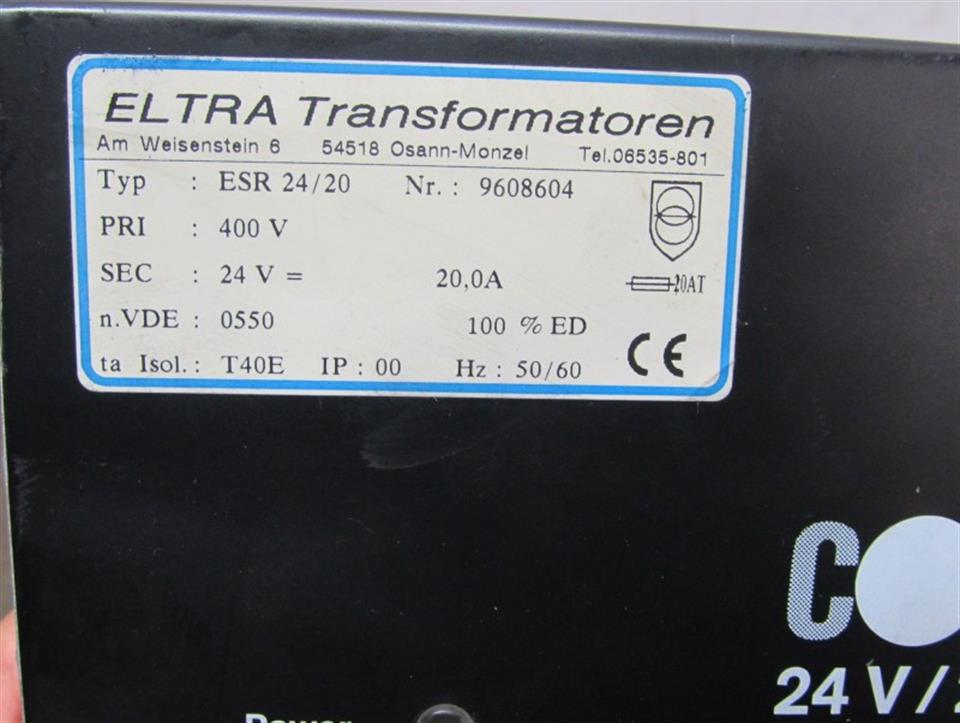 ELTRA Transformatoren
Am Weisenstein 6 54518 Osann-Monzel Tel.06535-801
Typ : ESR 24/20 Nr. : 9608604
PRI : 400 V
SEC : 24 V = 20,0A
20AT
n.VDE : 0550 100 % ED
ta Isol. : T40E IP : 00 Hz : 50/60
CE
24 V/
Power